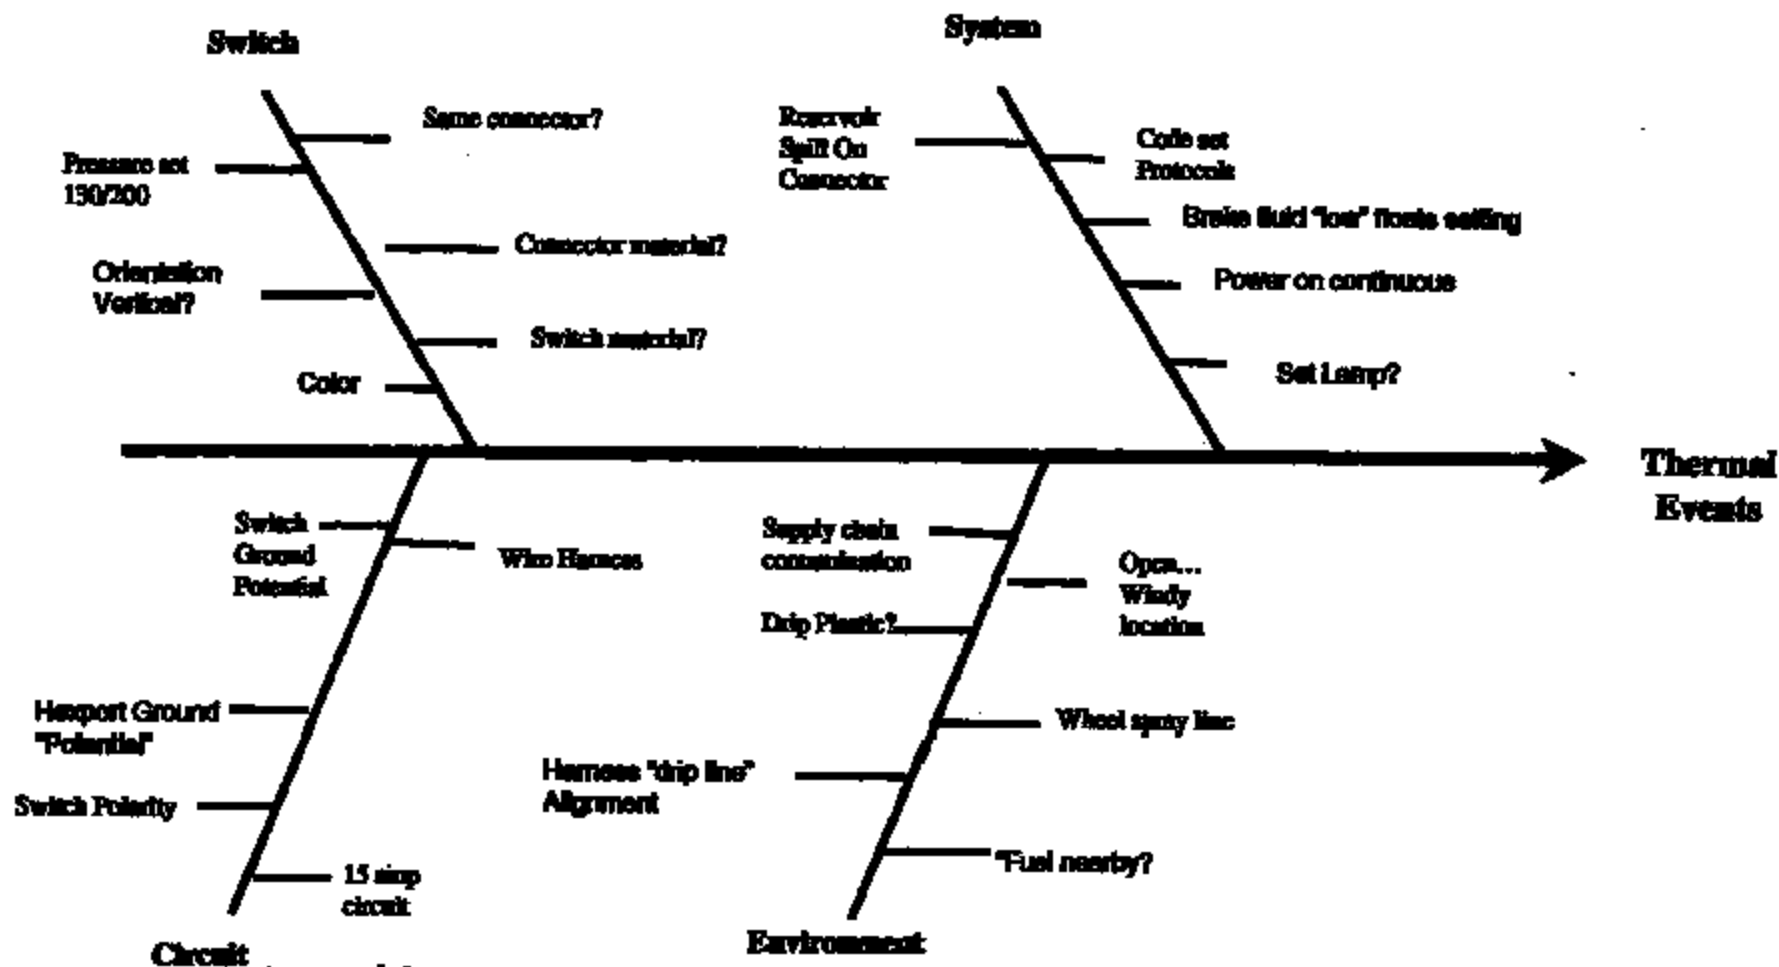 Switch
System
Same connector?
Pressure set
130/200
Connector material?
Orientation
Vertical?
Switch material?
Color
Reservoir
Spill On
Connector
Code set
Protocols
Brake fluid "low" floats setting
Power on continuous
Set Lamp?
Thermal
Events
Switch
Ground
Potential
Wire Harness
Hexport Ground
"Potential"
Switch Polarity
15 amp
circuit
Circuit
Supply chain
contamination
Open...
Windy
location
Drip Plastic?
Wheel spray line
Harness "drip line"
Alignment
"Fuel nearby?
Environment